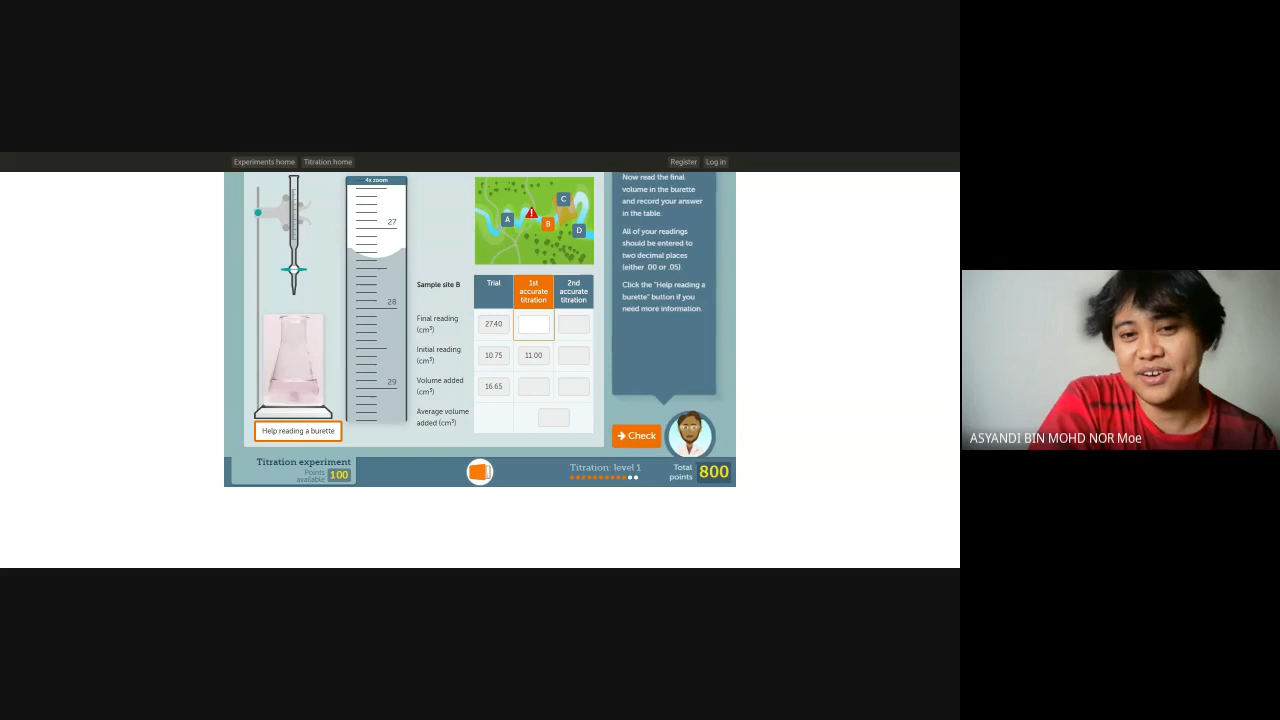 Experiments home
Titration home
Register
Log in
4x zoom
27
28
29
A
B
C
D
Now read the final
volume in the burette
and record your answer
in the table.
All of your readings
should be entered to
two decimal places
(either .00 or .05).
Click the "Help reading a
burette" button if you
need more information.
Sample site B
Trial
1st
accurate
titration
2nd
accurate
titration
Final reading
(cm³)
27.40
Initial reading
(cm³)
10.75
11.00
Volume added
(cm³)
16.65
Average volume
added (cm³)
Help reading a burette
Check
Titration experiment
Points
available
100
Titration: level 1
Total
points
800
ASYANDI BIN MOHD NOR Moe